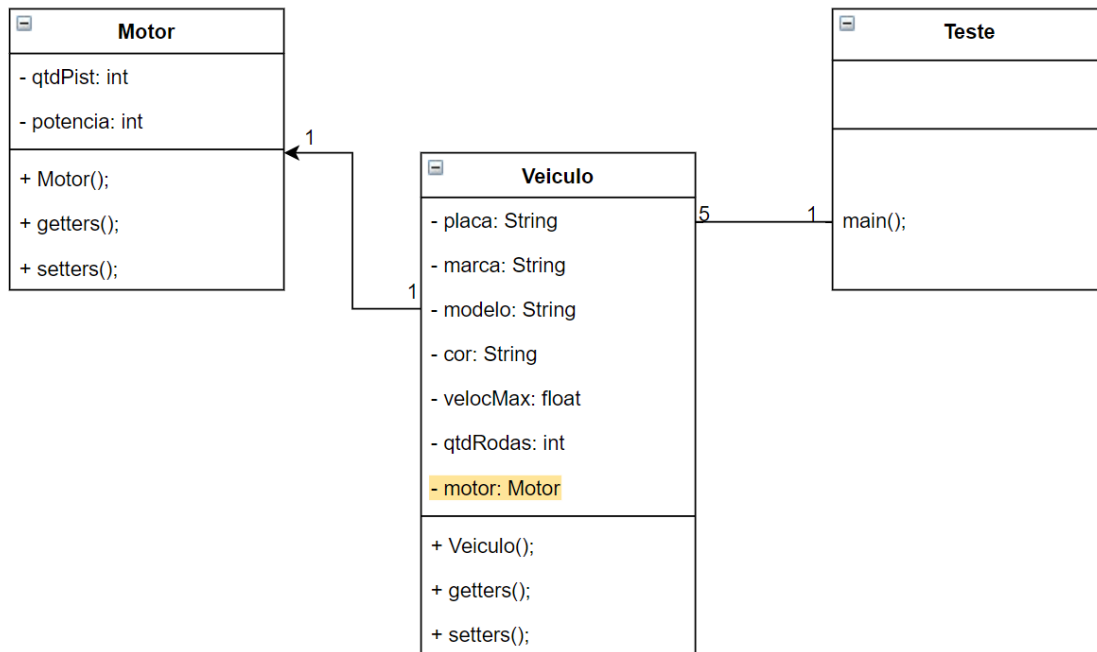 Motor
- qtdPist: int
- potencia: int
+ Motor();
+ getters();
+ setters();
1
1
Veiculo
- placa: String
- marca: String
- modelo: String
- cor: String
- velocMax: float
- qtdRodas: int
- motor: Motor
+ Veiculo();
+ getters();
+ setters();
5
1
Teste
main();